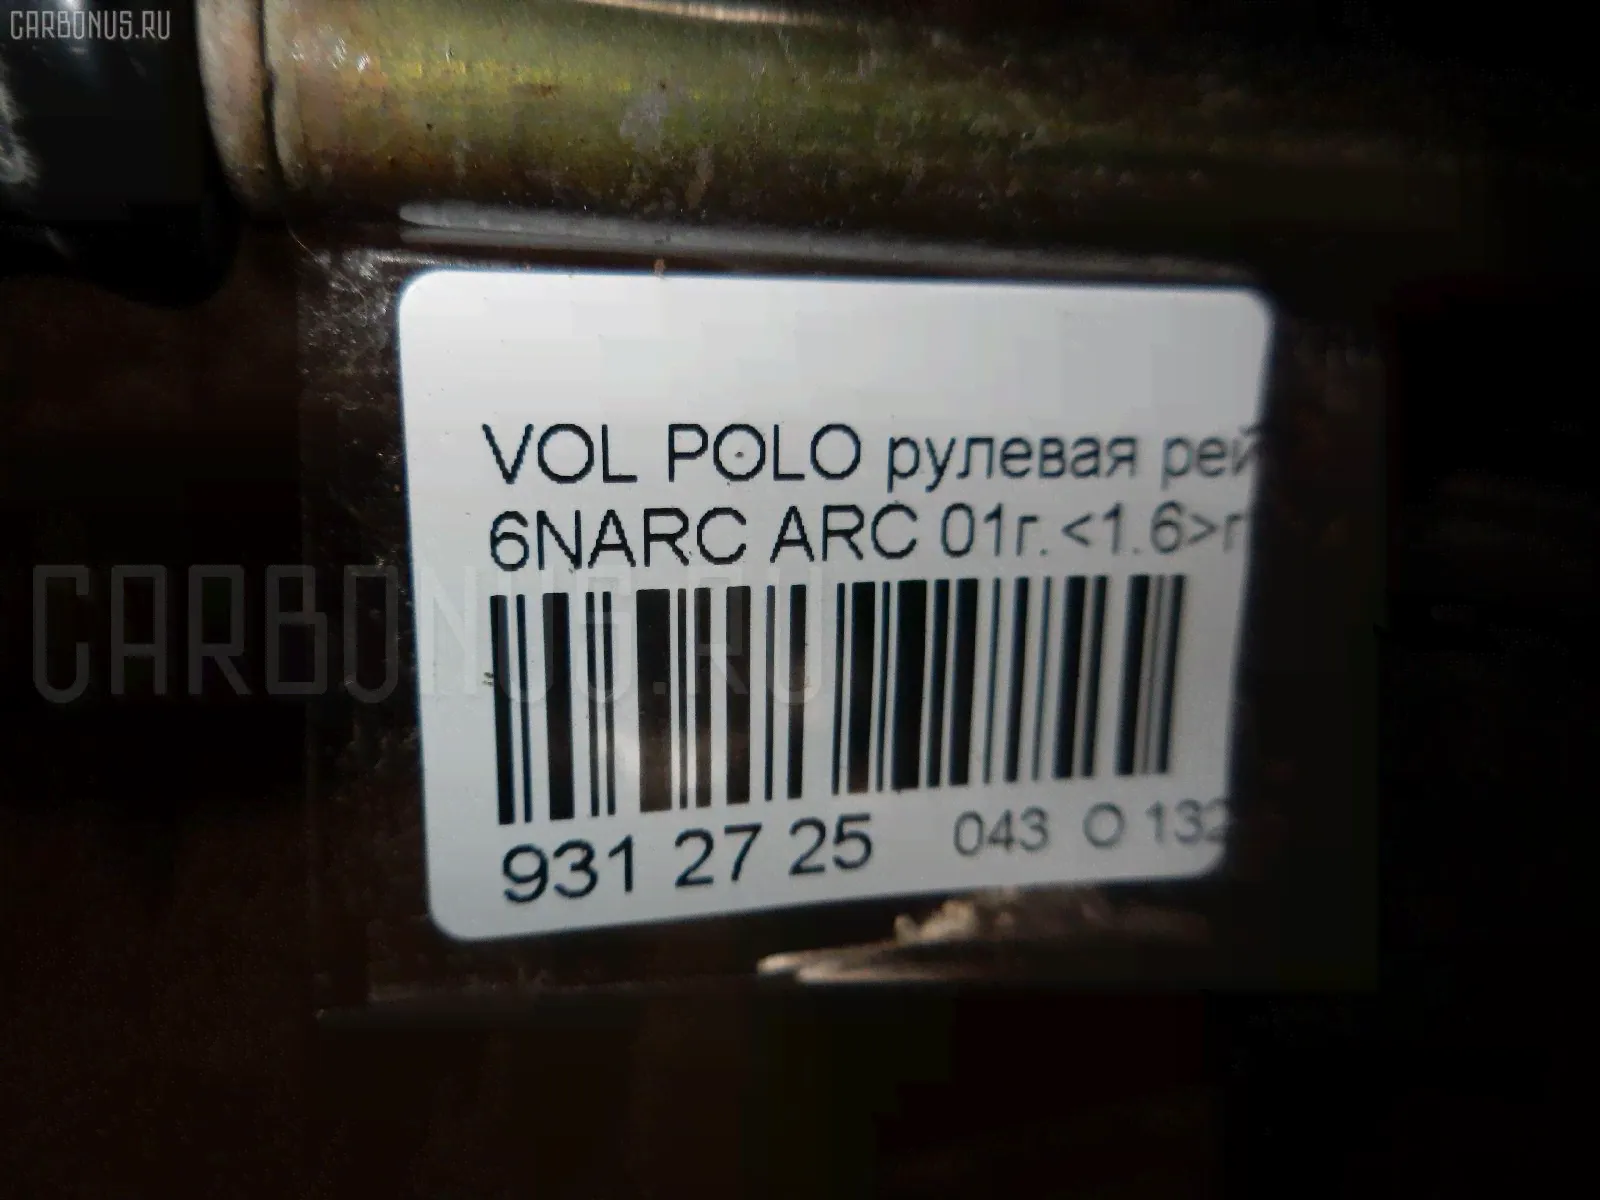 CARBONUS.RU
VOL POLO рулевая рей
6NARC ARC 01г.<1.6>г
CARBONUS.RU
931 27 25 043 О 132